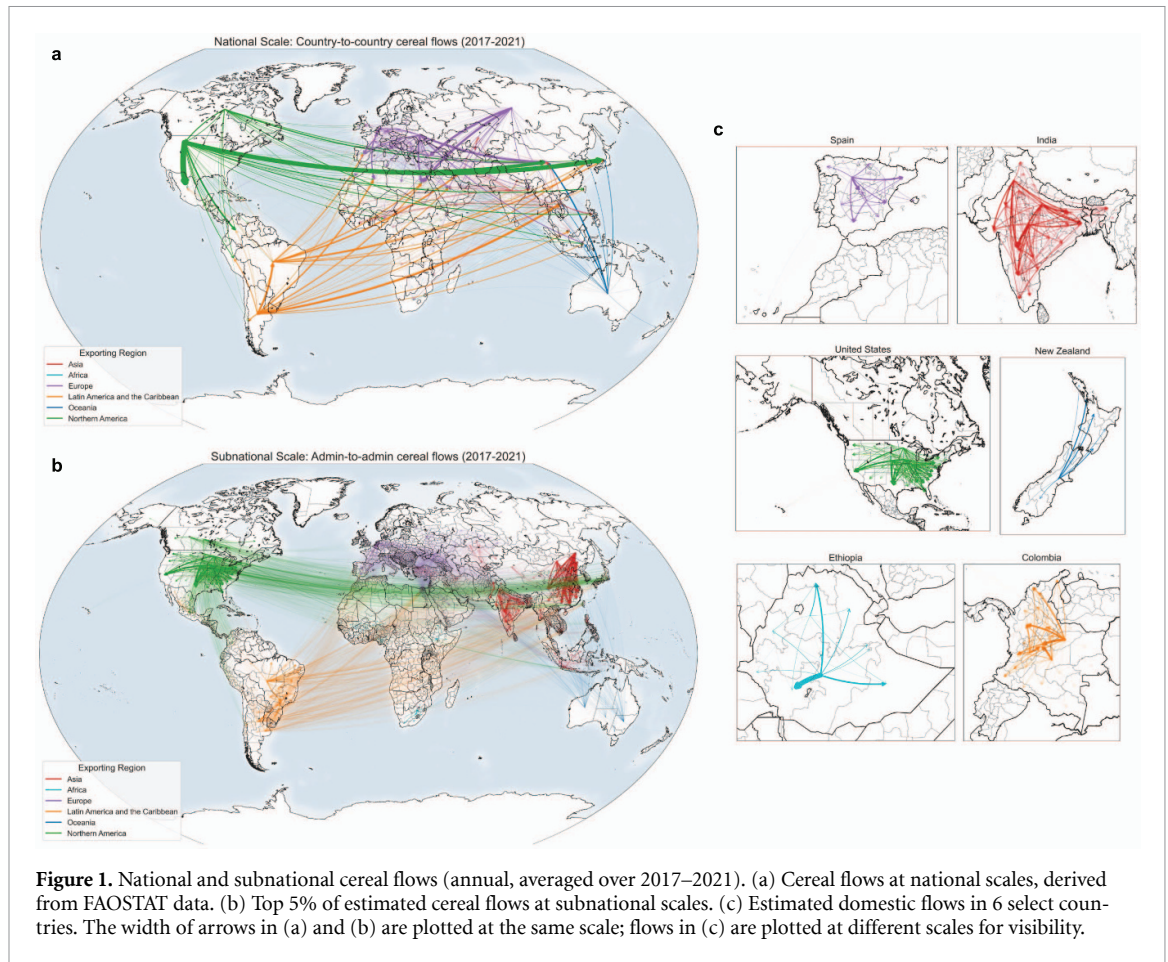 a
National Scale: Country-to-country cereal flows (2017-2021)
Exporting Region
Asia
Africa
Europe
Latin America and the Caribbean
Oceania
Northern America
b
Subnational Scale: Admin-to-admin cereal flows (2017-2021)
Exporting Region
Asia
Africa
Europe
Latin America and the Caribbean
Oceania
Northern America
c
Spain
India
United States
New Zealand
Ethiopia
Colombia
Figure 1. National and subnational cereal flows (annual, averaged over 2017–2021). (a) Cereal flows at national scales, derived
from FAOSTAT data. (b) Top 5% of estimated cereal flows at subnational scales. (c) Estimated domestic flows in 6 select coun-
tries. The width of arrows in (a) and (b) are plotted at the same scale; flows in (c) are plotted at different scales for visibility.